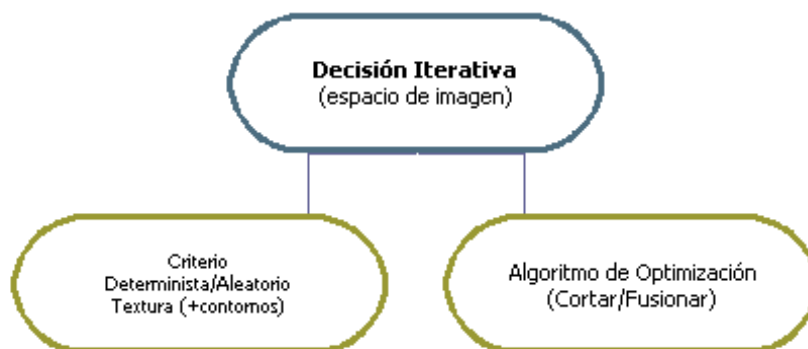 Decisión Iterativa
(espacio de imagen)
Criterio
Determinista/Aleatorio
Textura (+contornos)
Algoritmo de Optimización
(Cortar/Fusionar)